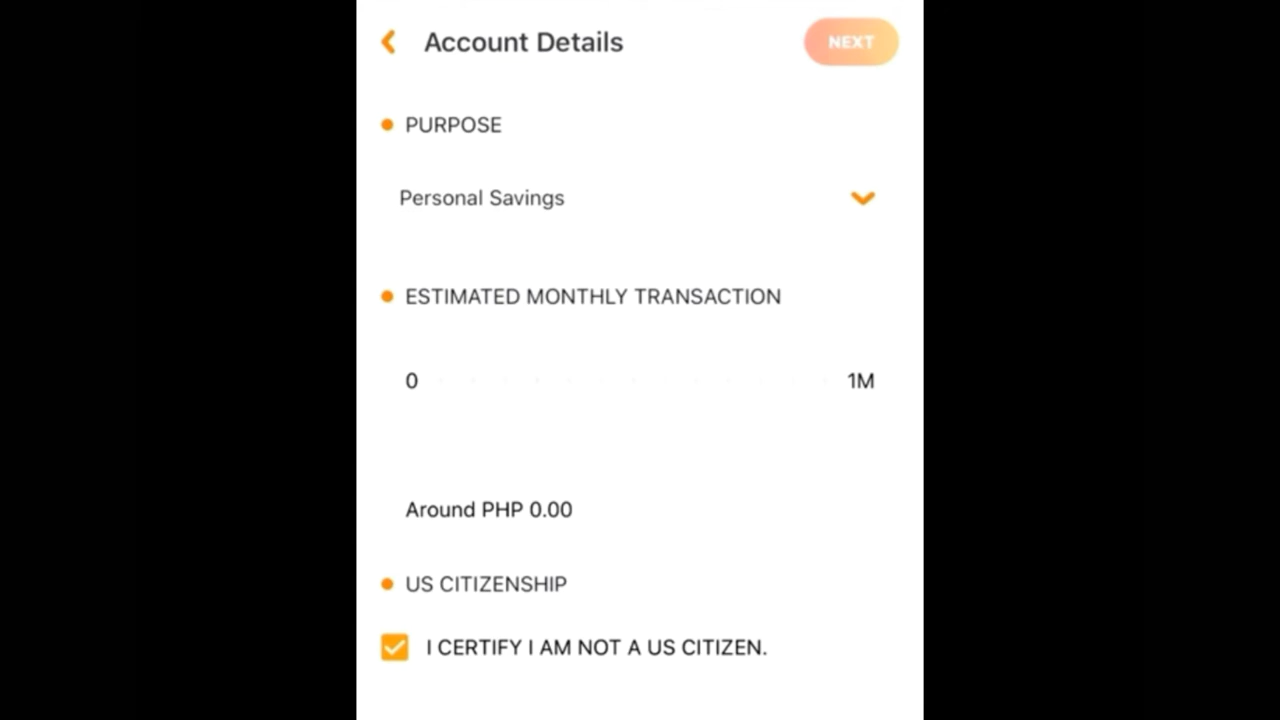 Account Details
NEXT
PURPOSE
Personal Savings
ESTIMATED MONTHLY TRANSACTION
0
1M
Around PHP 0.00
US CITIZENSHIP
I CERTIFY I AM NOT A US CITIZEN.